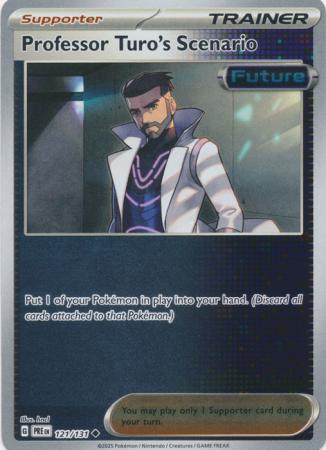 Supporter TRAINER
Professor Turo's Scenario
Future
Put 1 of your Pokémon in play into your hand. (Discard all
cards attached to that Pokémon.)
Illus. hncl
You may play only 1 Supporter card during
your turn.
G PRE EN 121/131
©2025 Pokémon / Nintendo / Creatures / GAME FREAK